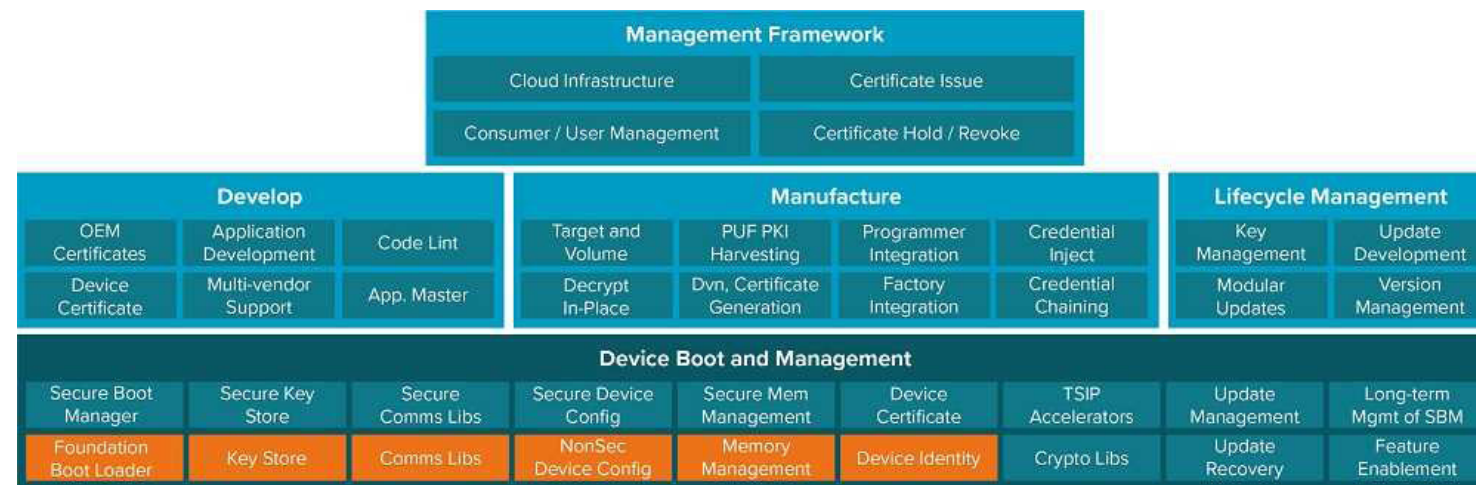 Management Framework
Cloud Infrastructure
Certificate Issue
Consumer / User Management
Certificate Hold / Revoke
Develop
OEM
Certificates
Application
Development
Code Lint
Device
Certificate
Multi-vendor
Support
App. Master
Manufacture
Target and
Volume
PUF PKI
Harvesting
Programmer
Integration
Credential
Inject
Decrypt
In-Place
Dvn, Certificate
Generation
Factory
Integration
Credential
Chaining
Lifecycle Management
Key
Management
Update
Development
Modular
Updates
Version
Management
Device Boot and Management
Secure Boot
Manager
Secure Key
Store
Secure
Comms Libs
Secure Device
Config
Secure Mem
Management
Device
Certificate
TSIP
Accelerators
Update
Management
Long-term
Mgmt of SBM
Foundation
Boot Loader
Key Store
Comms Libs
NonSec
Device Config
Memory
Management
Device Identity
Crypto Libs
Update
Recovery
Feature
Enablement